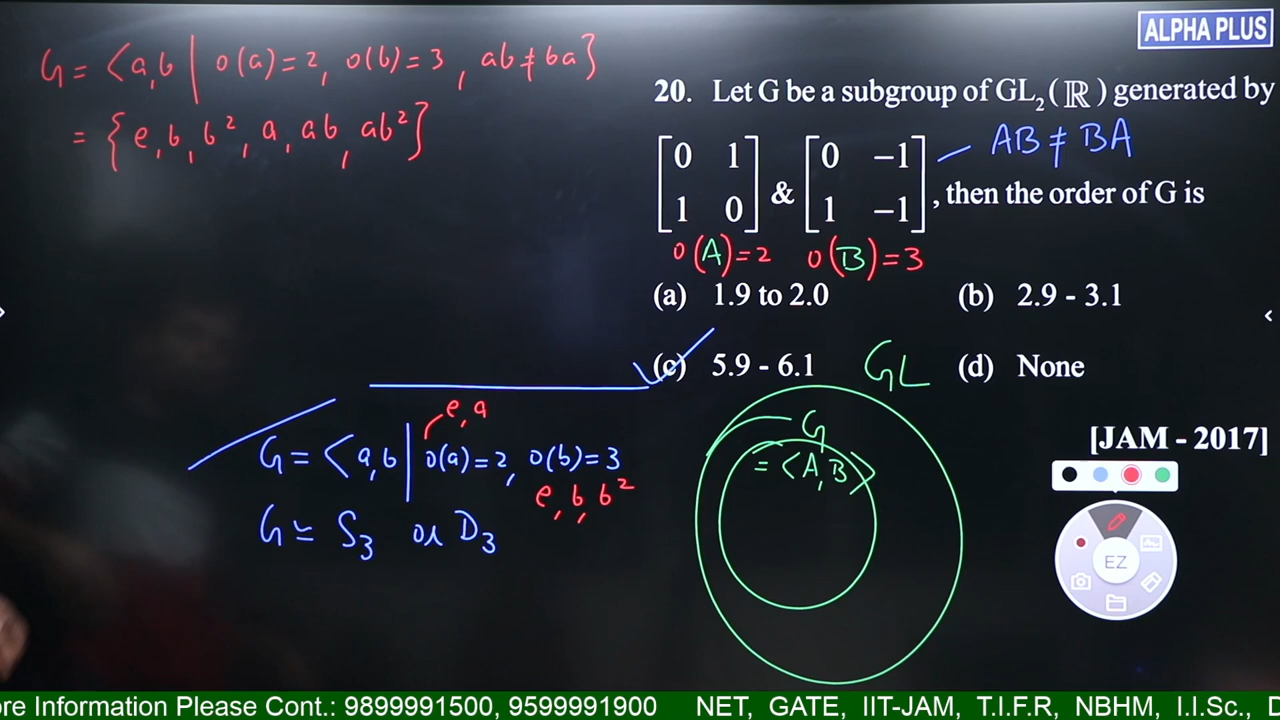 ALPHA PLUS
G = < a, b | o(a) = 2, o(b) = 3, ab ≠ ba }
= { e, b, b², a, ab, ab² }
20. Let G be a subgroup of GL₂(ℝ) generated by
AB ≠ BA
[0 1; 1 0] & [0 −1; 1 −1], then the order of G is
o(A) = 2 o(B) = 3
(a) 1.9 to 2.0 (b) 2.9 - 3.1
(c) 5.9 - 6.1 (d) None
GL
[JAM - 2017]
G
= <A, B>
e, a
G = < a, b | o(a) = 2, o(b) = 3
e, b, b²
G ≃ S₃ or D₃
EZ
ore Information Please Cont.: 9899991500, 9599991900 NET, GATE, IIT-JAM, T.I.F.R, NBHM, I.I.Sc.,